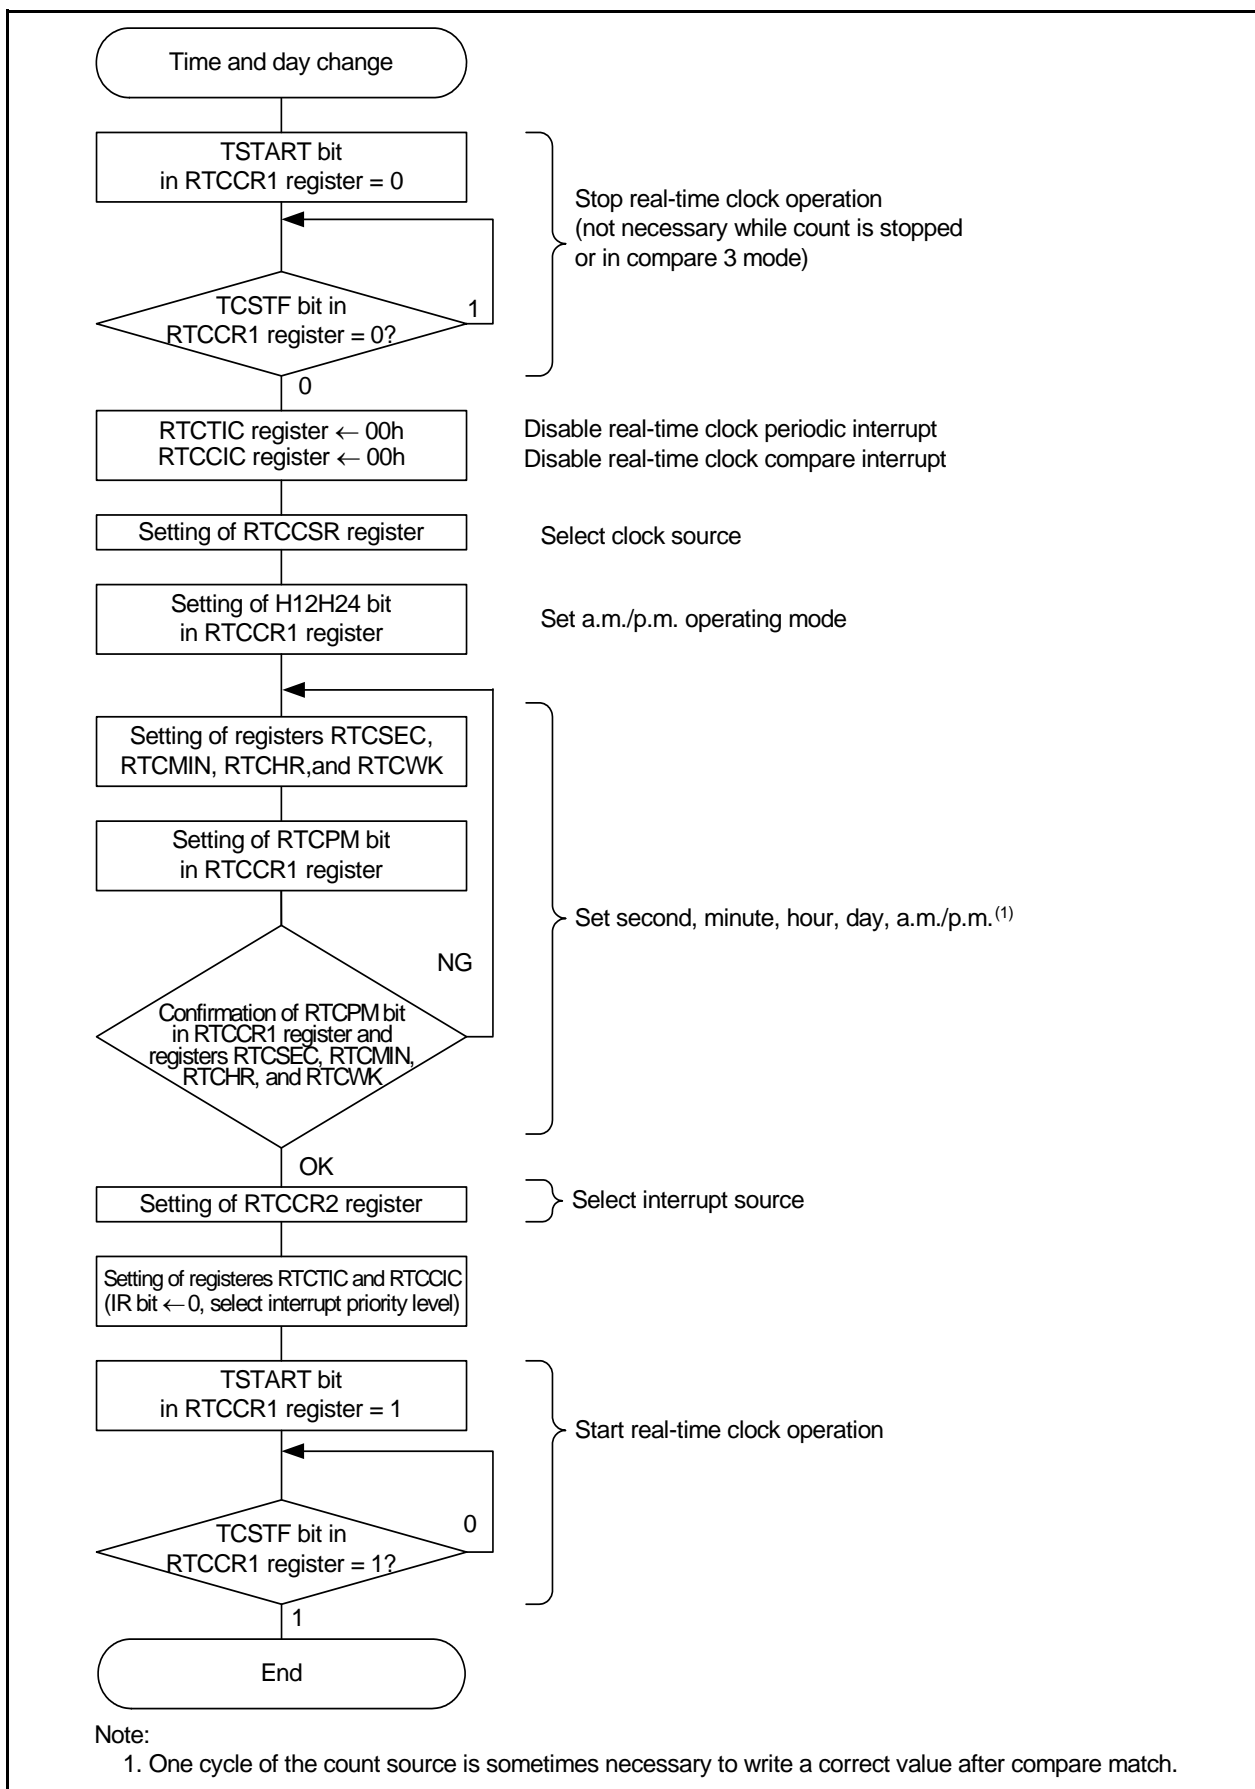 Time and day change
TSTART bit
in RTCCR1 register = 0
Stop real-time clock operation
(not necessary while count is stopped
or in compare 3 mode)
TCSTF bit in
RTCCR1 register = 0?
1
0
RTCTIC register ← 00h
RTCCIC register ← 00h
Disable real-time clock periodic interrupt
Disable real-time clock compare interrupt
Setting of RTCCSR register
Select clock source
Setting of H12H24 bit
in RTCCR1 register
Set a.m./p.m. operating mode
Setting of registers RTCSEC,
RTCMIN, RTCHR,and RTCWK
Setting of RTCPM bit
in RTCCR1 register
Set second, minute, hour, day, a.m./p.m.(1)
NG
Confirmation of RTCPM bit
in RTCCR1 register and
registers RTCSEC, RTCMIN,
RTCHR, and RTCWK
OK
Setting of RTCCR2 register
Select interrupt source
Setting of registeres RTCTIC and RTCCIC
(IR bit ← 0, select interrupt priority level)
TSTART bit
in RTCCR1 register = 1
Start real-time clock operation
TCSTF bit in
RTCCR1 register = 1?
0
1
End
Note:
1. One cycle of the count source is sometimes necessary to write a correct value after compare match.